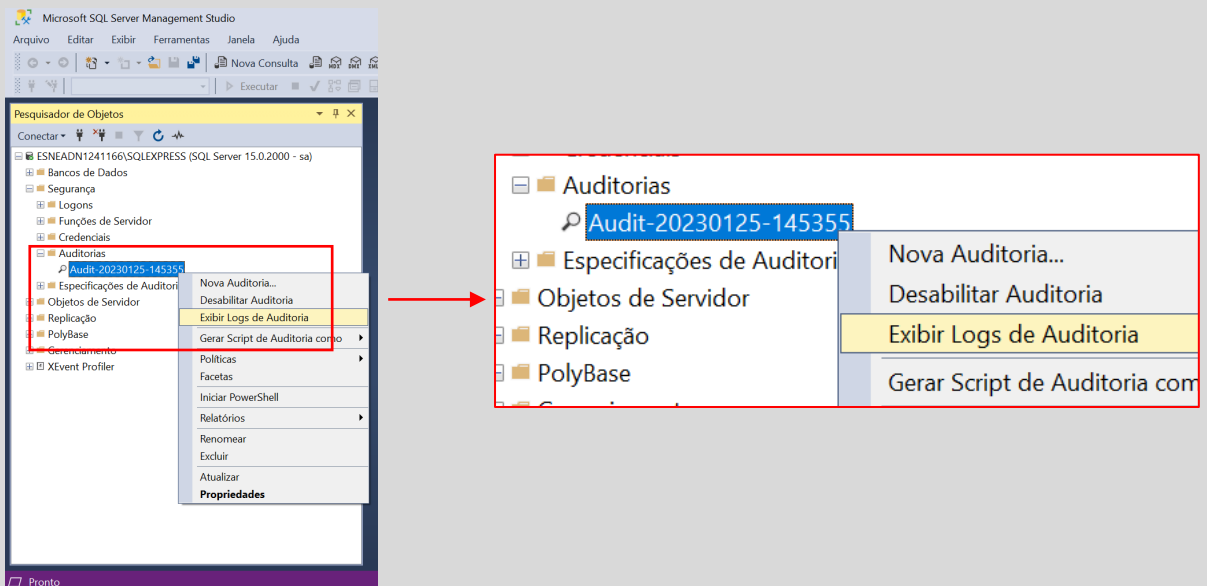 Microsoft SQL Server Management Studio
Arquivo Editar Exibir Ferramentas Janela Ajuda
Nova Consulta MDX DMX
Executar
Pesquisador de Objetos
Conectar
ESNEADN1241166\SQLEXPRESS (SQL Server 15.0.2000 - sa)
Bancos de Dados
Segurança
Logons
Funções de Servidor
Credenciais
Auditorias
Audit-20230125-145355
Especificações de Auditori
Objetos de Servidor
Replicação
PolyBase
Gerenciamento
XEvent Profiler
Nova Auditoria...
Desabilitar Auditoria
Exibir Logs de Auditoria
Gerar Script de Auditoria como
Políticas
Facetas
Iniciar PowerShell
Relatórios
Renomear
Excluir
Atualizar
Propriedades
Pronto
Auditorias
Audit-20230125-145355
Especificações de Auditori
Objetos de Servidor
Replicação
PolyBase
Nova Auditoria...
Desabilitar Auditoria
Exibir Logs de Auditoria
Gerar Script de Auditoria com